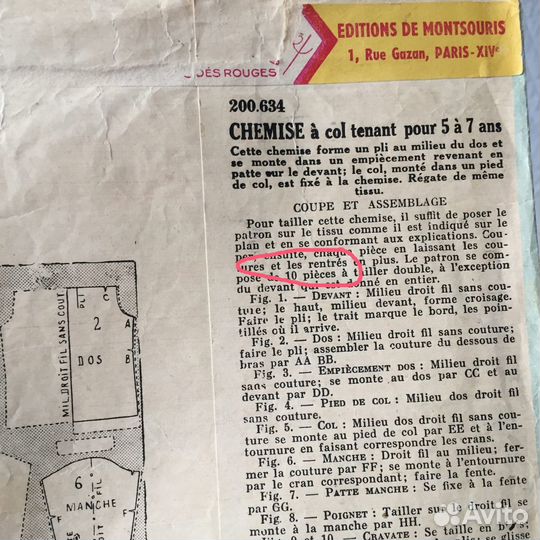 EDITIONS DE MONTSOURIS
1, Rue Gazan, PARIS-XIVe
DÉS ROUGES
200.634
CHEMISE à col tenant pour 5 à 7 ans
Cette chemise forme un pli au milieu du dos et
se monte dans un empiècement revenant en
patte sur le devant; le col, monté dans un pied
de col, est fixé à la chemise. Régate de même
tissu.
COUPE ET ASSEMBLAGE
Pour tailler cette chemise, il suffit de poser le
patron sur le tissu comme il est indiqué sur le
plan et en se conformant aux explications. Cou-
per, ensuite, chaque pièce en laissant les cou-
tures et les rentrés en plus. Le patron se com-
pose de 10 pièces à tailler double, à l'exception
du devant qui est donné en entier.
Fig. 1. — DEVANT : Milieu droit fil sans cou-
ture; le haut, milieu devant, forme croisage.
Faire le pli; le trait marque le bord, les poin-
tillés où il arrive.
Fig. 2. — DOS : Milieu droit fil sans couture;
faire le pli; assembler la couture du dessous de
bras par AA BB.
Fig. 3. — EMPIÈCEMENT DOS : Milieu droit fil
sans couture; se monte au dos par CC et au
devant par DD.
Fig. 4. — PIED DE COL : Milieu dos droit fil
sans couture.
Fig. 5. — COL : Milieu dos droit fil sans cou-
ture se monte au pied de col par EE et à l'en-
tournure en faisant correspondre les crans.
Fig. 6. — MANCHE : Droit fil au milieu; fer-
mer la couture par FF; se monte à l'entournure
par le cran correspondant; faire la fente.
Fig. 7. — PATTE MANCHE : Se fixe à la fente
par GG.
Fig. 8. — POIGNET : Tailler sur le droit fil se
monte à la manche par HH.
Fig. 9 et 10. — CRAVATE : Se taille en biais;
MIL. DROIT FIL SANS COUT
C
2
A
DOS
B
6
MANCHE
F
F
DROIT FIL
Avito